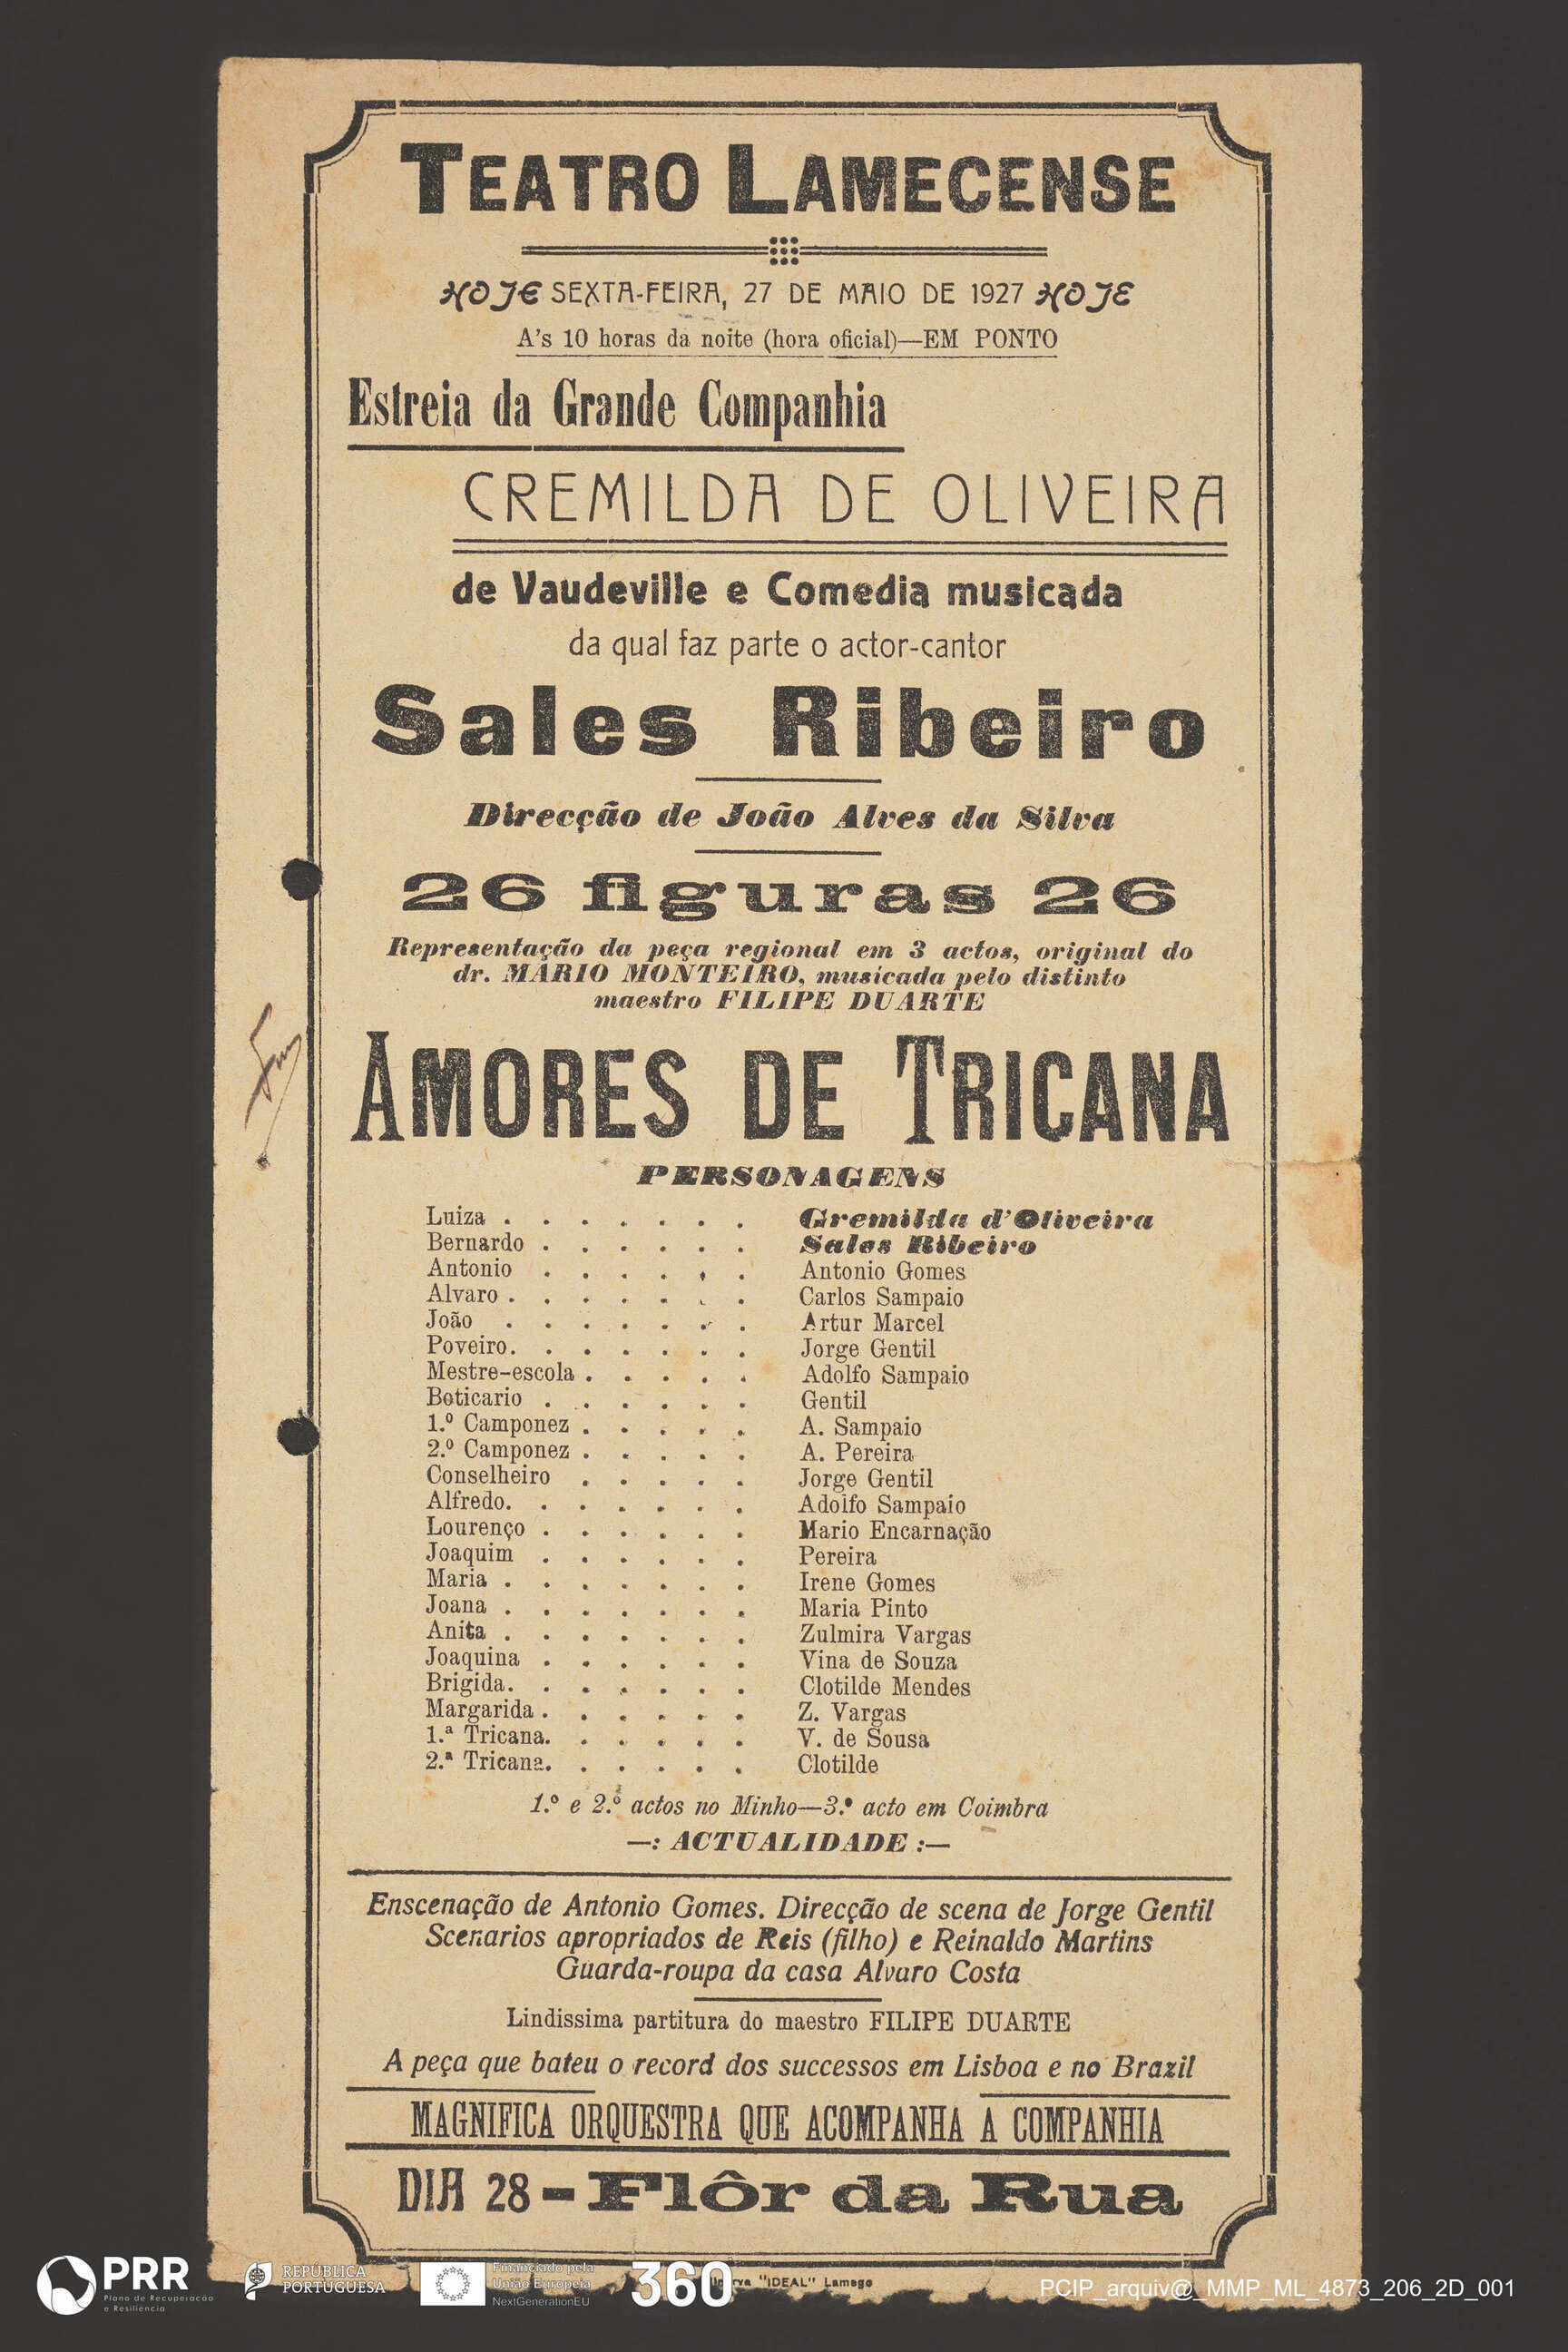 TEATRO LAMECENSE
HOJE SEXTA-FEIRA, 27 DE MAIO DE 1927 HOJE
A's 10 horas da noite (hora oficial)—EM PONTO
Estreia da Grande Companhia
CREMILDA DE OLIVEIRA
de Vaudeville e Comedia musicada
da qual faz parte o actor-cantor
Sales Ribeiro
Direcção de João Alves da Silva
26 figuras 26
Representação da peça regional em 3 actos, original do
dr. MARIO MONTEIRO, musicada pelo distinto
maestro FILIPE DUARTE
AMORES DE TRICANA
PERSONAGENS
Luiza . . . . . . . Gremilda d'Oliveira
Bernardo . . . . . . Sales Ribeiro
Antonio . . . . . . Antonio Gomes
Alvaro . . . . . . . Carlos Sampaio
João . . . . . . . Artur Marcel
Poveiro. . . . . . . Jorge Gentil
Mestre-escola . . . . . Adolfo Sampaio
Boticario . . . . . . Gentil
1.º Camponez . . . . . A. Sampaio
2.º Camponez . . . . . A. Pereira
Conselheiro . . . . . Jorge Gentil
Alfredo. . . . . . . Adolfo Sampaio
Lourenço . . . . . . Mario Encarnação
Joaquim . . . . . . Pereira
Maria . . . . . . . Irene Gomes
Joana . . . . . . . Maria Pinto
Anita . . . . . . . Zulmira Vargas
Joaquina . . . . . . Vina de Souza
Brigida. . . . . . . Clotilde Mendes
Margarida . . . . . . Z. Vargas
1.ª Tricana. . . . . . V. de Sousa
2.ª Tricana. . . . . . Clotilde
1.º e 2.º actos no Minho—3.º acto em Coimbra
—: ACTUALIDADE :—
Enscenação de Antonio Gomes. Direcção de scena de Jorge Gentil
Scenarios apropriados de Reis (filho) e Reinaldo Martins
Guarda-roupa da casa Alvaro Costa
Lindissima partitura do maestro FILIPE DUARTE
A peça que bateu o record dos successos em Lisboa e no Brazil
MAGNIFICA ORQUESTRA QUE ACOMPANHA A COMPANHIA
DIA 28 - Flôr da Rua
"IDEAL" Lamego
PRR
Plano de Recuperação
e Resiliência
REPÚBLICA
PORTUGUESA
Financiado pela
União Europeia
NextGenerationEU
360
PCIP_arquiv@_MMP_ML_4873_206_2D_001